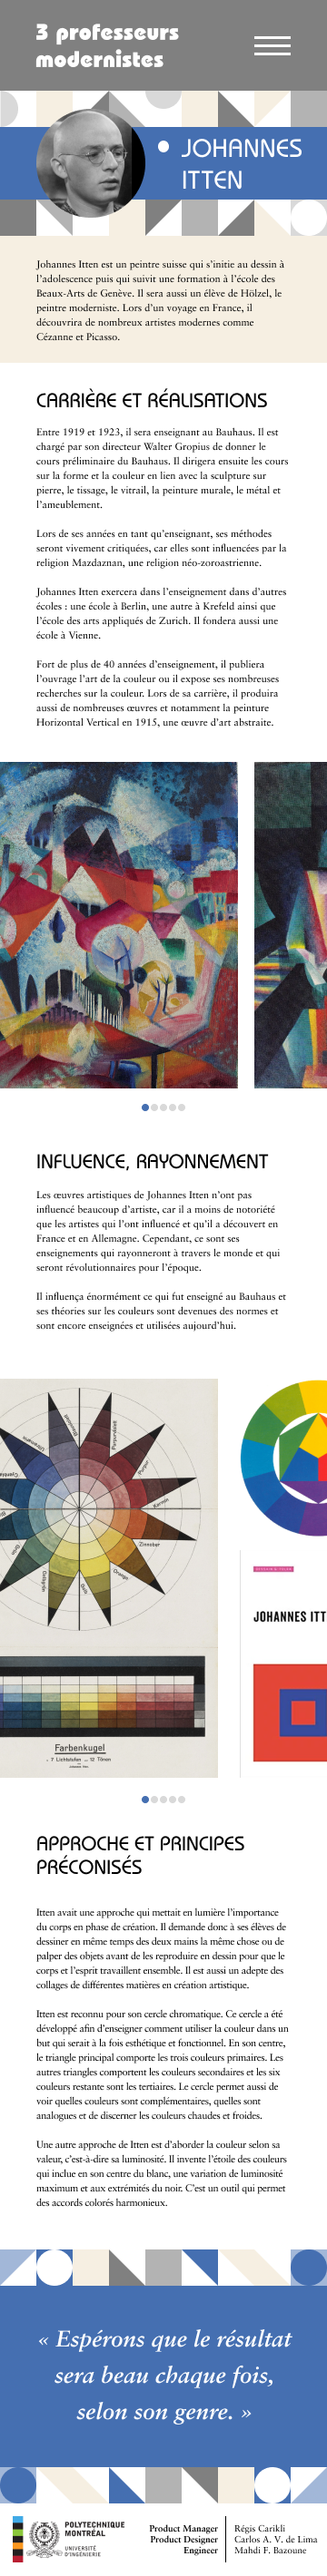 3 professeurs
modernistes
JOHANNES
ITTEN
Johannes Itten est un peintre suisse qui s'initie au dessin à
l'adolescence puis qui suivit une formation à l'école des
Beaux-Arts de Genève. Il sera aussi un élève de Hölzel, le
peintre moderniste. Lors d'un voyage en France, il
découvrira de nombreux artistes modernes comme
Cézanne et Picasso.
CARRIÈRE ET RÉALISATIONS
Entre 1919 et 1923, il sera enseignant au Bauhaus. Il est
chargé par son directeur Walter Gropius de donner le
cours préliminaire du Bauhaus. Il dirigera ensuite les cours
sur la forme et la couleur en lien avec la sculpture sur
pierre, le tissage, le vitrail, la peinture murale, le métal et
l'ameublement.
Lors de ses années en tant qu'enseignant, ses méthodes
seront vivement critiquées, car elles sont influencées par la
religion Mazdaznan, une religion néo-zoroastrienne.
Johannes Itten exercera dans l'enseignement dans d'autres
écoles : une école à Berlin, une autre à Krefeld ainsi que
l'école des arts appliqués de Zurich. Il fondera aussi une
école à Vienne.
Fort de plus de 40 années d'enseignement, il publiera
l'ouvrage l'art de la couleur ou il expose ses nombreuses
recherches sur la couleur. Lors de sa carrière, il produira
aussi de nombreuses œuvres et notamment la peinture
Horizontal Vertical en 1915, une œuvre d'art abstraite.
INFLUENCE, RAYONNEMENT
Les œuvres artistiques de Johannes Itten n'ont pas
influencé beaucoup d'artiste, car il a moins de notoriété
que les artistes qui l'ont influencé et qu'il a découvert en
France et en Allemagne. Cependant, ce sont ses
enseignements qui rayonneront à travers le monde et qui
seront révolutionnaires pour l'époque.
Il influença énormément ce qui fut enseigné au Bauhaus et
ses théories sur les couleurs sont devenues des normes et
sont encore enseignées et utilisées aujourd'hui.
Purpur
Karmin
Zinnober
Orange
Farbenkugel
7 Lichtstufen 12 Tönen
JOHANNES ITT
APPROCHE ET PRINCIPES
PRÉCONISÉS
Itten avait une approche qui mettait en lumière l'importance
du corps en phase de création. Il demande donc à ses élèves de
dessiner en même temps des deux mains la même chose ou de
palper des objets avant de les reproduire en dessin pour que le
corps et l'esprit travaillent ensemble. Il est aussi un adepte des
collages de différentes matières en création artistique.
Itten est reconnu pour son cercle chromatique. Ce cercle a été
développé afin d'enseigner comment utiliser la couleur dans un
but qui serait à la fois esthétique et fonctionnel. En son centre,
le triangle principal comporte les trois couleurs primaires. Les
autres triangles comportent les couleurs secondaires et les six
couleurs restante sont les tertiaires. Le cercle permet aussi de
voir quelles couleurs sont complémentaires, quelles sont
analogues et de discerner les couleurs chaudes et froides.
Une autre approche de Itten est d'aborder la couleur selon sa
valeur, c'est-à-dire sa luminosité. Il invente l'étoile des couleurs
qui inclue en son centre du blanc, une variation de luminosité
maximum et aux extrémités du noir. C'est un outil qui permet
des accords colorés harmonieux.
« Espérons que le résultat
sera beau chaque fois,
selon son genre. »
POLYTECHNIQUE
MONTRÉAL
UNIVERSITÉ
D'INGÉNIERIE
Product Manager Régis Carikli
Product Designer Carlos A. V. de Lima
Engineer Mahdi F. Bazoune